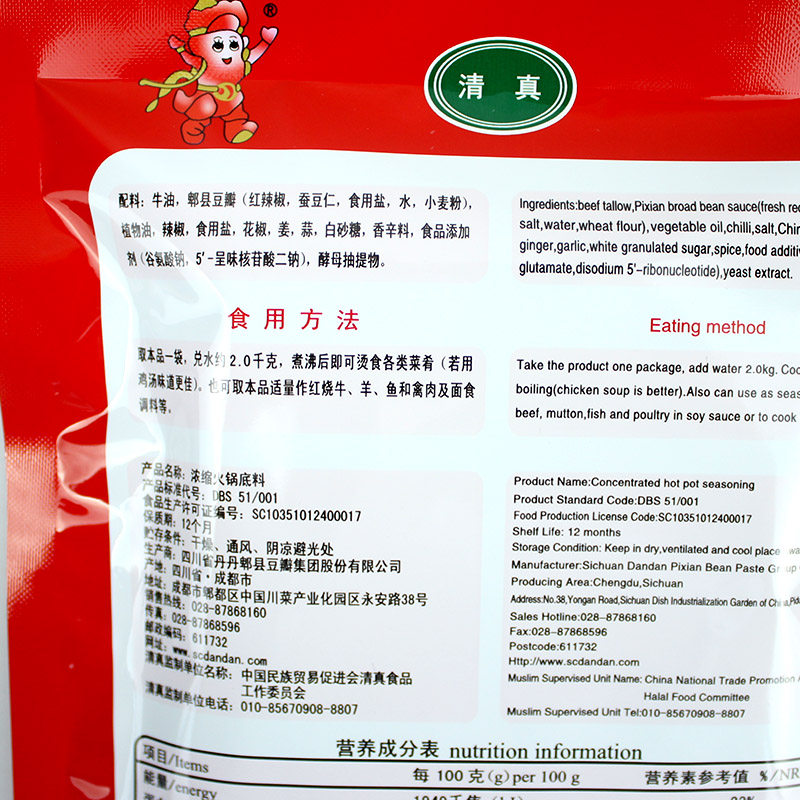 ®
清真
配料：牛油，郫县豆瓣（红辣椒，蚕豆仁，食用盐，水，小麦粉），
植物油，辣椒，食用盐，花椒，姜，蒜，白砂糖，香辛料，食品添加
剂（谷氨酸钠，5′-呈味核苷酸二钠），酵母抽提物。
Ingredients:beef tallow,Pixian broad bean sauce(fresh
salt,water,wheat flour),vegetable oil,chilli,salt,
ginger,garlic,white granulated sugar,spice,food
glutamate,disodium 5'-ribonucleotide),yeast extract.
食用方法
取本品一袋，兑水约2.0千克，煮沸后即可烫食各类菜肴（若用
鸡汤味道更佳）。也可取本品适量作红烧牛、羊、鱼和禽肉及面食
调料等。
Eating method
Take the product one package, add water 2.0kg.
boiling(chicken soup is better).Also can use as
beef, mutton,fish and poultry in soy sauce or to cook
产品名称：浓缩火锅底料
产品标准代号：DBS 51/001
食品生产许可证编号：SC10351012400017
保质期：12个月
贮存条件：干燥、通风、阴凉避光处
生产商：四川省丹丹郫县豆瓣集团股份有限公司
产地：四川省·成都市
地址：成都市郫都区中国川菜产业化园区永安路38号
销售热线：028-87868160
传真：028-87868596
邮政编码：611732
网址：www.scdandan.com
清真监制单位名称：中国民族贸易促进会清真食品
工作委员会
清真监制单位电话：010-85670908-8807
Product Name:Concentrated hot pot seasoning
Product Standard Code:DBS 51/001
Food Production License Code:SC10351012400017
Shelf Life: 12 months
Storage Condition: Keep in dry,ventilated and cool place
Manufacturer:Sichuan Dandan Pixian Bean Paste Group
Producing Area:Chengdu,Sichuan
Address:No.38,Yongan Road,Sichuan Dish Industrialization Garden of China,
Sales Hotline:028-87868160
Fax:028-87868596
Postcode:611732
Http://www.scdandan.com
Muslim Supervised Unit Name: China National Trade Promotion
Halal Food Committee
Muslim Supervised Unit Tel:010-85670908-8807
营养成分表 nutrition information
项目/Items 每 100 克(g) per 100 g 营养素参考值 %/NR
能量/energy